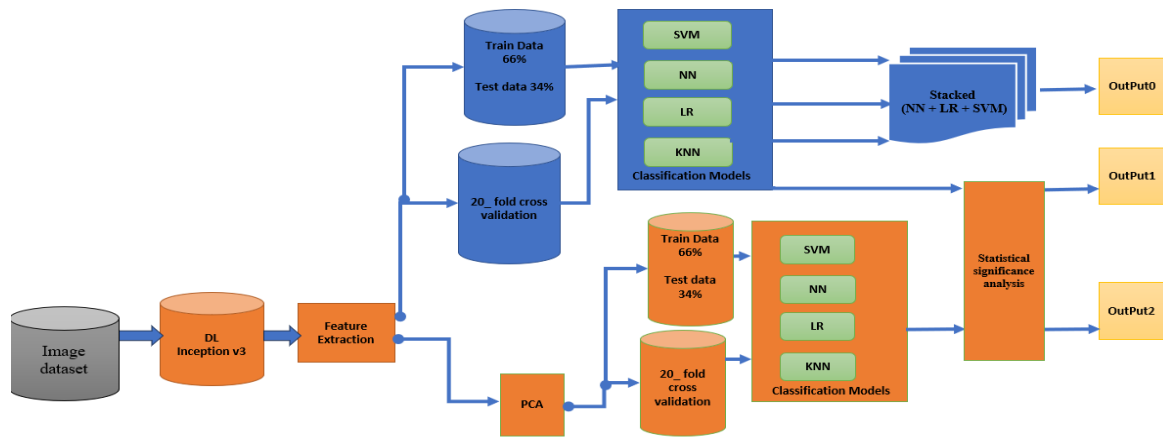 Image
dataset
DL
Inception v3
Feature
Extraction
Train Data
66%
Test data 34%
20_ fold cross
validation
SVM
NN
LR
KNN
Classification Models
Stacked
(NN + LR + SVM)
OutPut0
PCA
Train Data
66%
Test data
34%
20_ fold
cross
validation
SVM
NN
LR
KNN
Classification Models
Statistical
significance
analysis
OutPut1
OutPut2